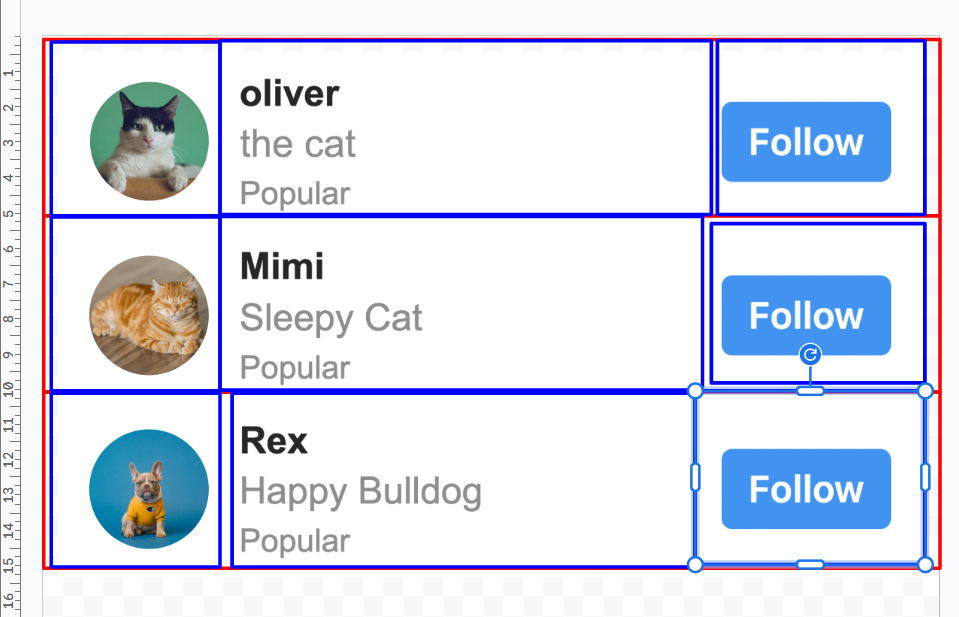 1
2
3
4
5
6
7
8
9
10
11
12
13
14
15
16
oliver
the cat
Popular
Follow
Mimi
Sleepy Cat
Popular
Follow
Rex
Happy Bulldog
Popular
Follow